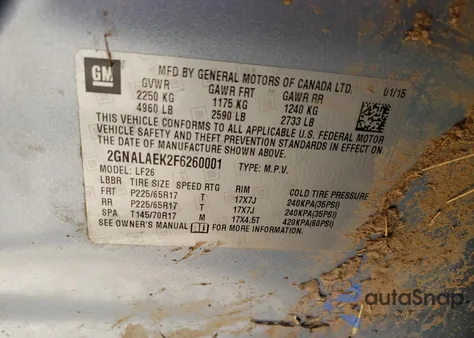 GM
MFD BY GENERAL MOTORS OF CANADA LTD.
01/15
GVWR GAWR FRT GAWR RR
2250 KG 1175 KG 1240 KG
4960 LB 2590 LB 2733 LB
THIS VEHICLE CONFORMS TO ALL APPLICABLE U.S. FEDERAL MOTOR
VEHICLE SAFETY AND THEFT PREVENTION STANDARDS IN EFFECT ON
THE DATE OF MANUFACTURE SHOWN ABOVE.
2GNALAEK2F6260001 TYPE: M.P.V.
MODEL: LF26
LBBR TIRE SIZE SPEED RTG RIM COLD TIRE PRESSURE
FRT P225/65R17 T 17X7J 240KPA(35PSI)
RR P225/65R17 T 17X7J 240KPA(35PSI)
SPA T145/70R17 M 17X4.5T 420KPA(60PSI)
SEE OWNER'S MANUAL FOR MORE INFORMATION.
autoSnap